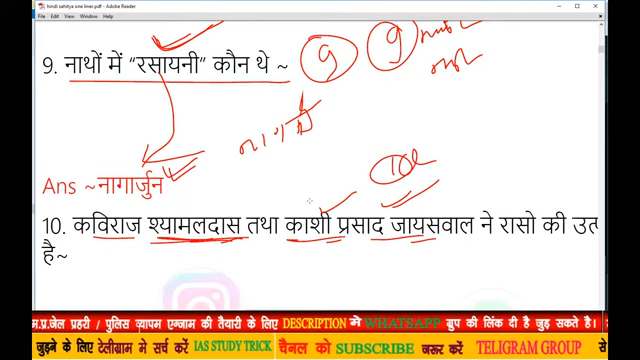 hindi sahitya one liner.pdf - Adobe Reader
File Edit View Window Help
9. नाथों में “रसायनी” कौन थे ~
9 9
Ans ~नागार्जुन
10. कविराज श्यामलदास तथा काशी प्रसाद जायसवाल ने रासो की उत्प
है~
म.प्र.जेल प्रहरी / पुलिस व्यापम एग्जाम की तैयारी के लिए DESCRIPTION मे WHATSAPP ग्रुप की लिंक दी है जुड़ सकते है।
जुड़ने के लिए टेलीग्राम मे सर्च करें IAS STUDY TRICK चैनल को SUBSCRIBE जरूर करें TELIGRAM GROUP